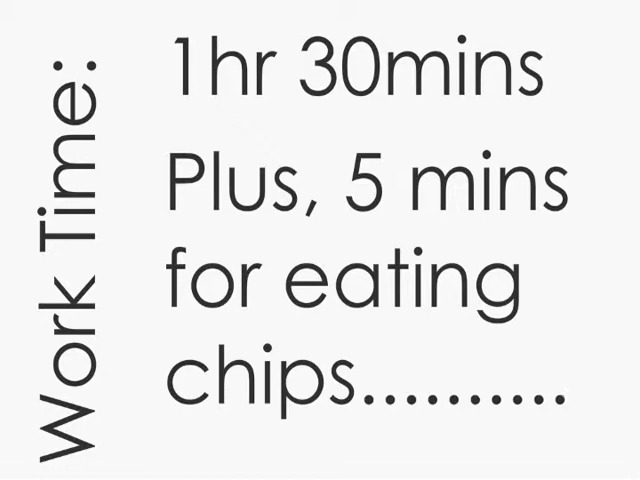 Work Time:
1hr 30mins
Plus, 5 mins
for eating
chips..........